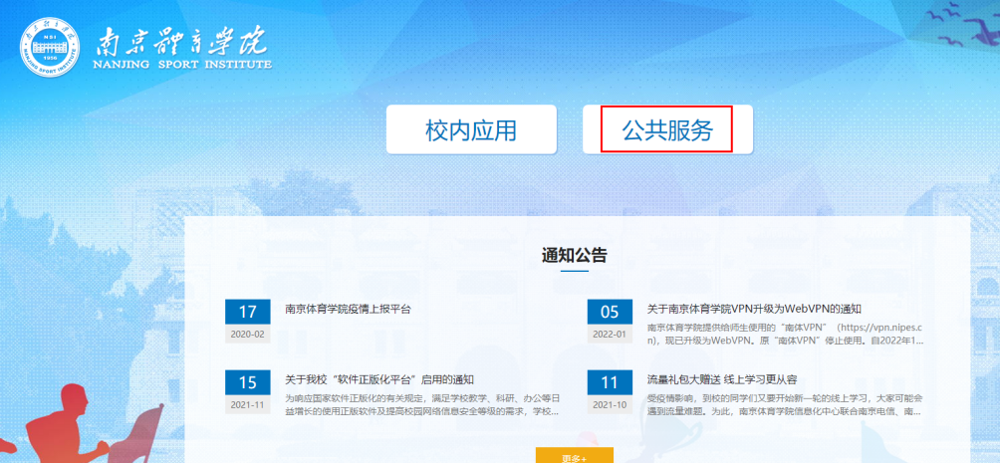 南京體育學院
NANJING SPORT INSTITUTE
NSI
1956
校内应用
公共服务
通知公告
17
2020-02
南京体育学院疫情上报平台
05
2022-01
关于南京体育学院VPN升级为WebVPN的通知
南京体育学院提供给师生使用的“南体VPN”（https://vpn.nipes.c
n)，现已升级为WebVPN。原“南体VPN”停止使用。自2022年1...
15
2021-11
关于我校“软件正版化平台”启用的通知
为响应国家软件正版化的有关规定，满足学校教学、科研、办公等日
益增长的使用正版软件及提高校园网络信息安全等级的需求，学校...
11
2021-10
流量礼包大赠送 线上学习更从容
受疫情影响，到校的同学们又要开始新一轮的线上学习，大家可能会
遇到流量难题。为此，南京体育学院信息化中心联合南京电信、南...
更多+